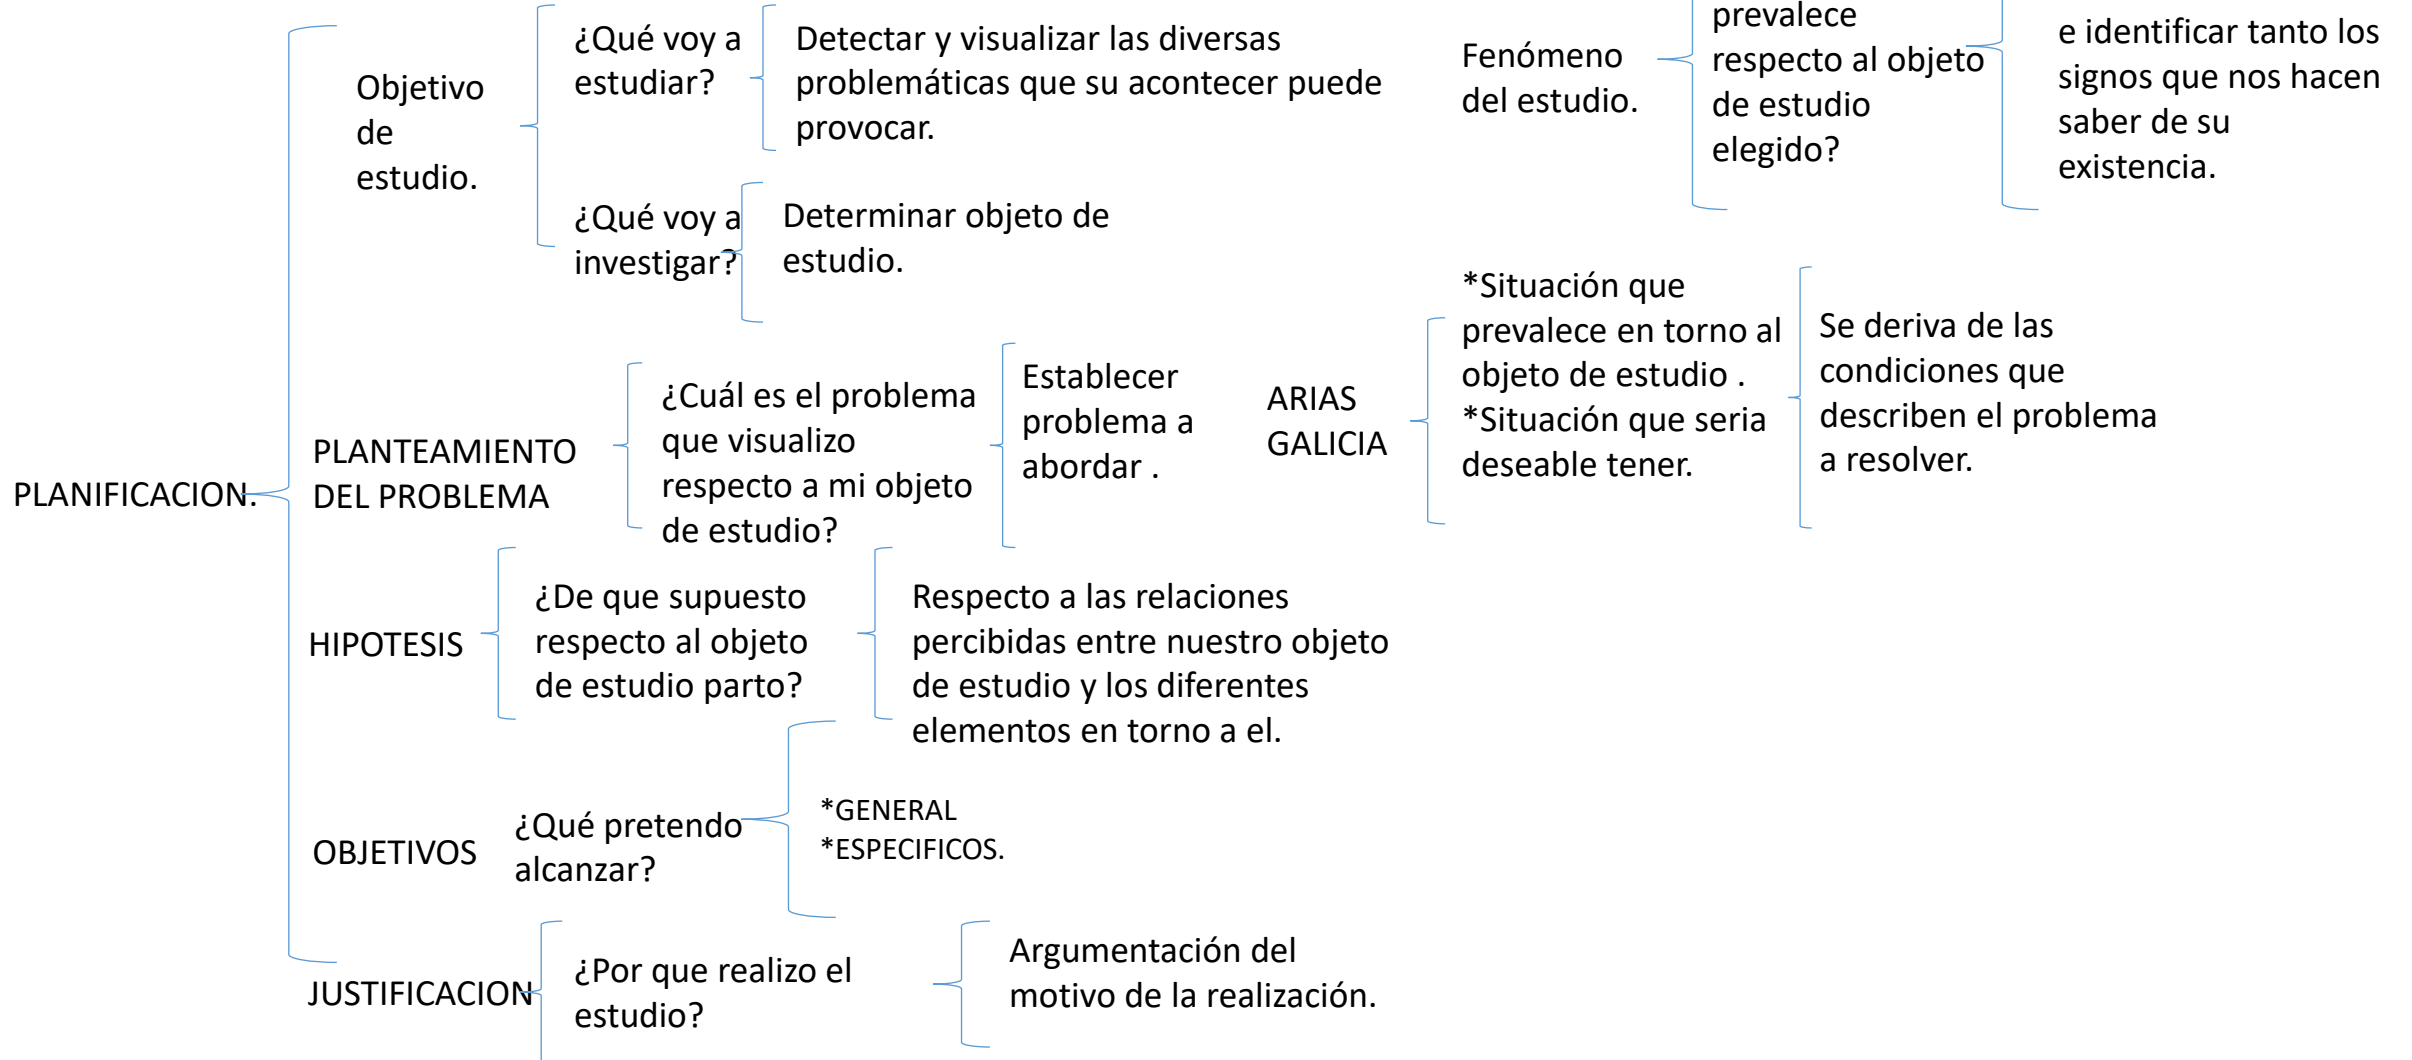 PLANIFICACION.
Objetivo
de
estudio.
¿Qué voy a
estudiar?
Detectar y visualizar las diversas
problemáticas que su acontecer puede
provocar.
Fenómeno
del estudio.
prevalece
respecto al objeto
de estudio
elegido?
e identificar tanto los
signos que nos hacen
saber de su
existencia.
¿Qué voy a
investigar?
Determinar objeto de
estudio.
PLANTEAMIENTO
DEL PROBLEMA
¿Cuál es el problema
que visualizo
respecto a mi objeto
de estudio?
Establecer
problema a
abordar .
ARIAS
GALICIA
*Situación que
prevalece en torno al
objeto de estudio .
*Situación que seria
deseable tener.
Se deriva de las
condiciones que
describen el problema
a resolver.
HIPOTESIS
¿De que supuesto
respecto al objeto
de estudio parto?
Respecto a las relaciones
percibidas entre nuestro objeto
de estudio y los diferentes
elementos en torno a el.
OBJETIVOS
¿Qué pretendo
alcanzar?
*GENERAL
*ESPECIFICOS.
JUSTIFICACION
¿Por que realizo el
estudio?
Argumentación del
motivo de la realización.